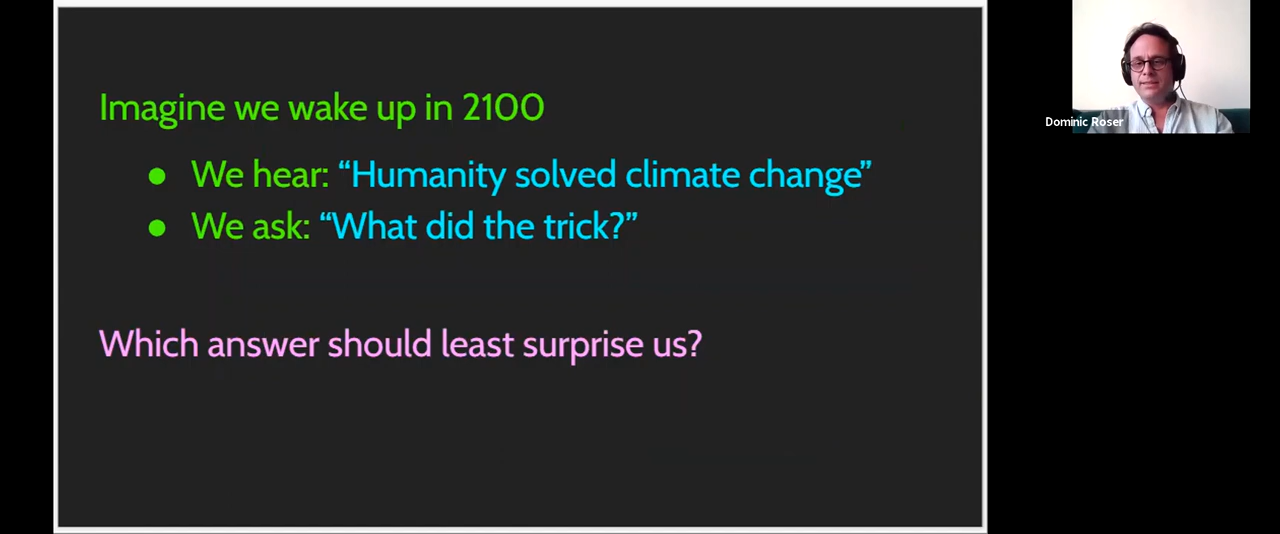 Imagine we wake up in 2100
● We hear: “Humanity solved climate change”
● We ask: “What did the trick?”
Which answer should least surprise us?
Dominic Roser